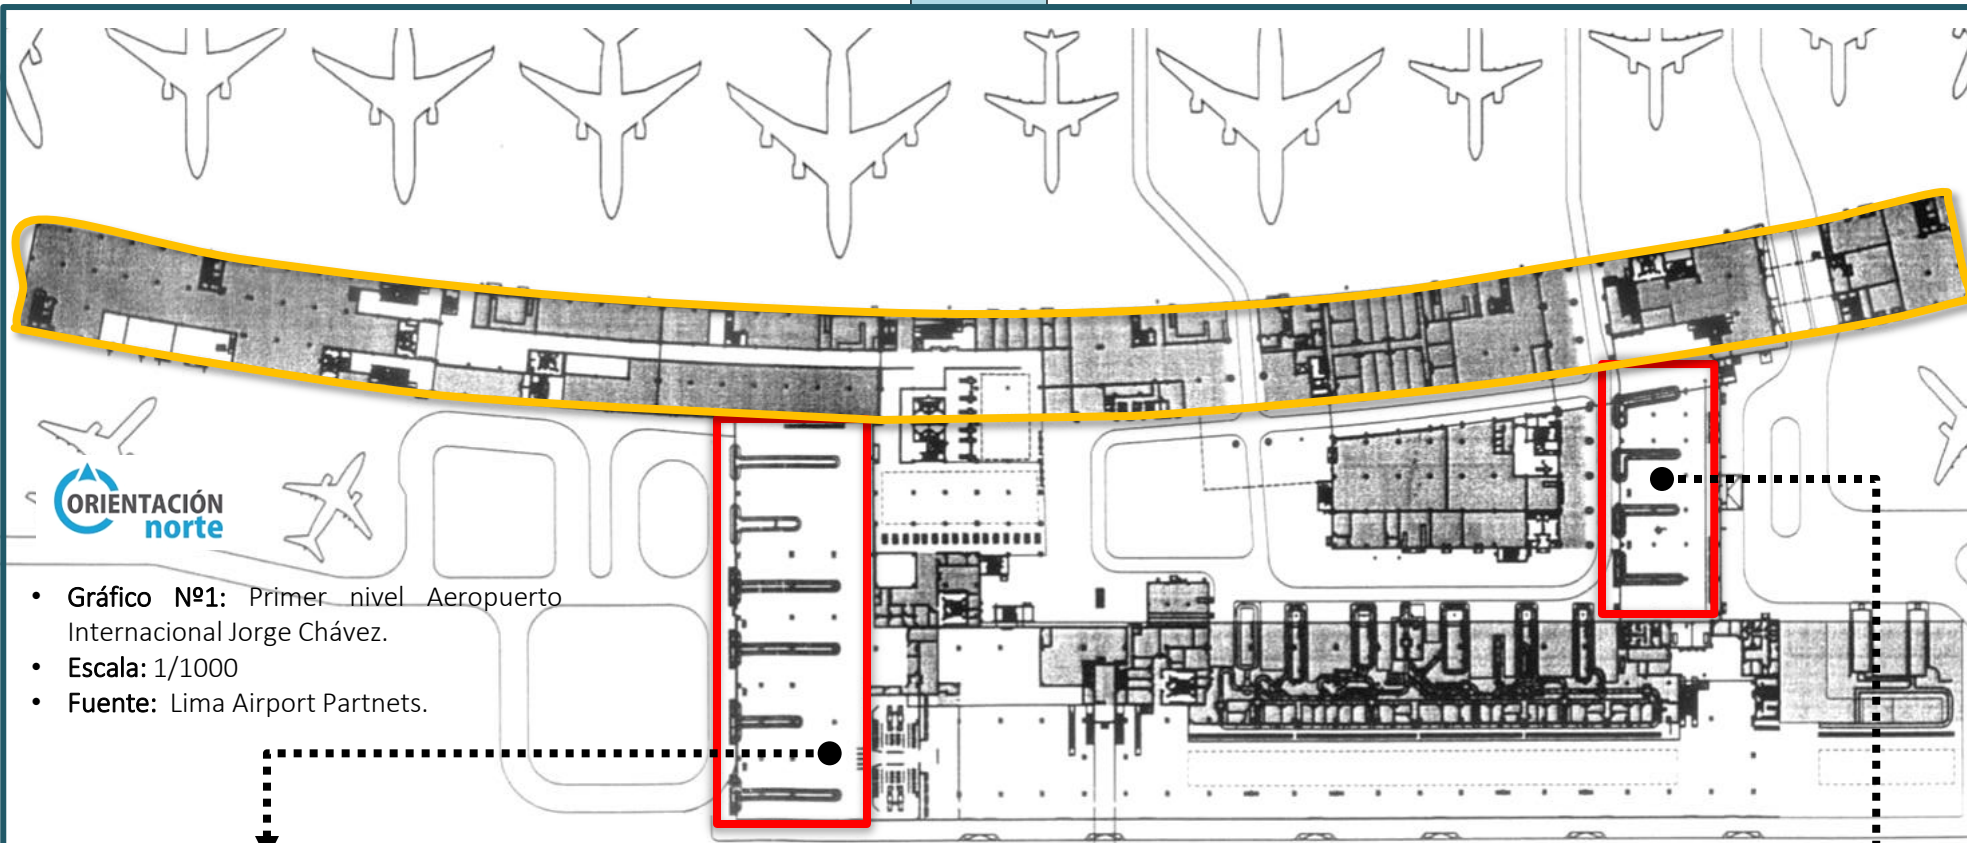 ORIENTACIÓN
norte
• Gráfico Nº1: Primer nivel Aeropuerto
Internacional Jorge Chávez.
• Escala: 1/1000
• Fuente: Lima Airport Partnets.